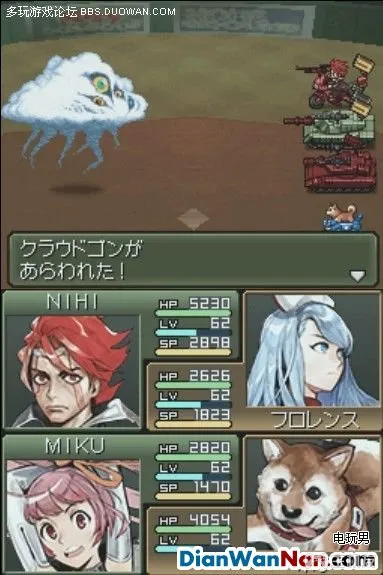 多玩游戏论坛 BBS.DUOWAN.COM
クラウドゴンが
あらわれた！
NIHI
HP 5230
LV 62
SP 2898
HP 2626
LV 62
SP 1823
フロレンス
MIKU
HP 2820
LV 62
SP 1470
HP 4054
LV 62
电玩男
DianWanNan.com